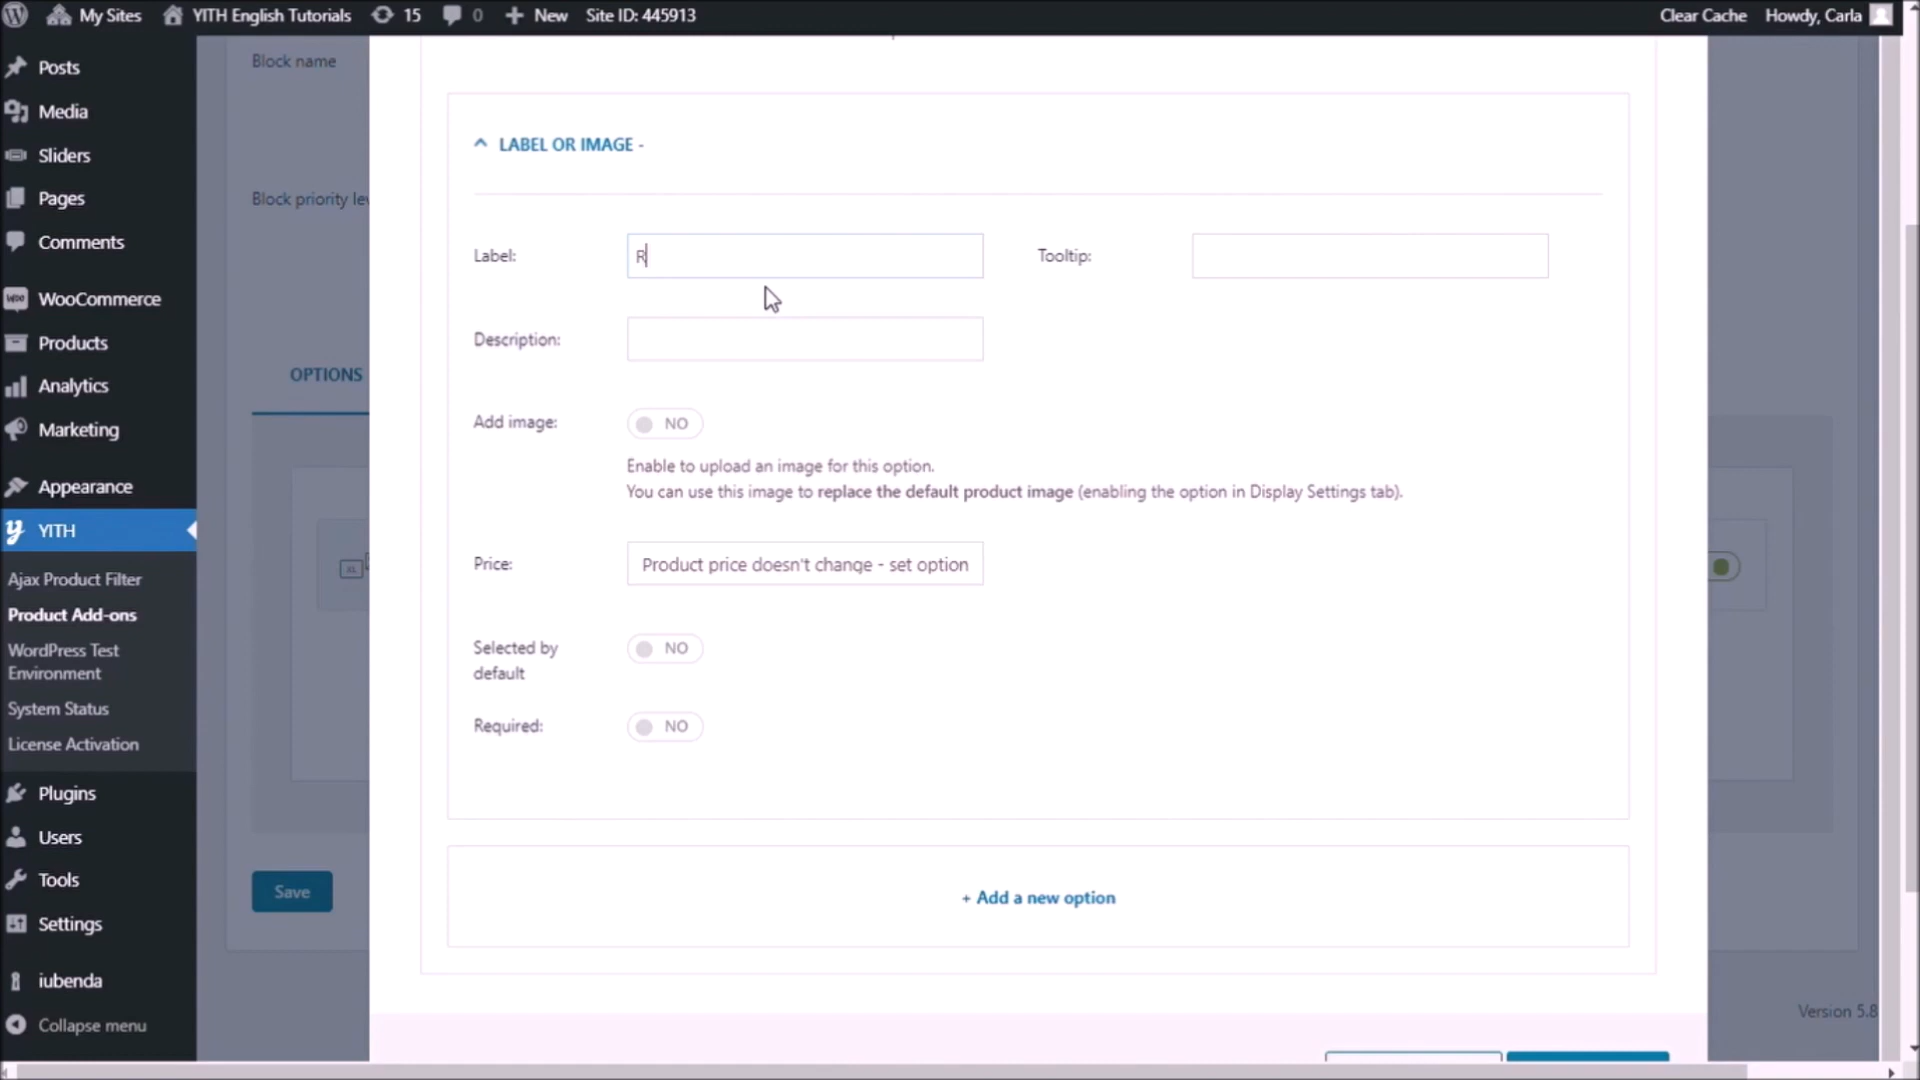 My Sites
YITH English Tutorials
15
0
New
Site ID: 445913
Clear Cache
Howdy, Carla
Posts
Media
Sliders
Pages
Comments
WooCommerce
Products
Analytics
Marketing
Appearance
YITH
Ajax Product Filter
Product Add-ons
WordPress Test
Environment
System Status
License Activation
Plugins
Users
Tools
Settings
iubenda
Collapse menu
Block name
Block priority lev
OPTIONS
XL
Save
LABEL OR IMAGE -
Label:
R
Tooltip:
Description:
Add image:
NO
Enable to upload an image for this option.
You can use this image to replace the default product image (enabling the option in Display Settings tab).
Price:
Product price doesn't change - set option
Selected by
default
NO
Required:
NO
+ Add a new option
Version 5.8